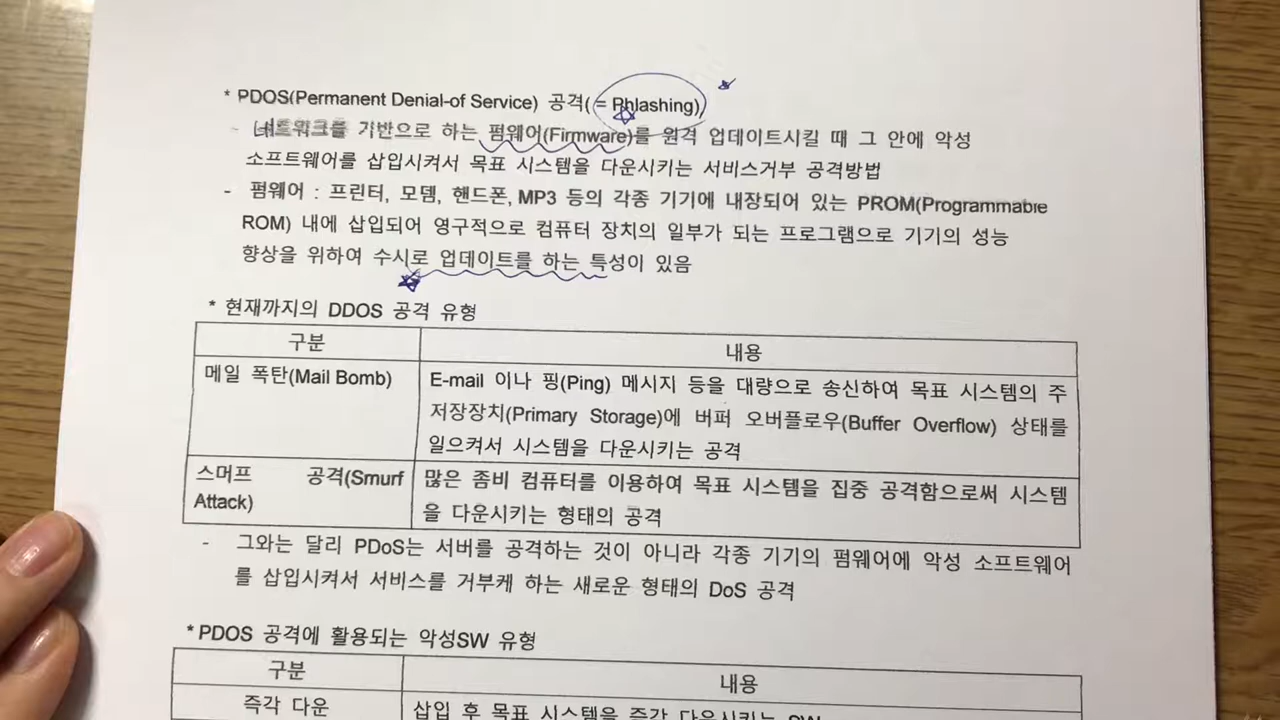 * PDOS(Permanent Denial-of Service) 공격( = Phlashing)
- 네트워크를 기반으로 하는 펌웨어(Firmware)를 원격 업데이트시킬 때 그 안에 악성
소프트웨어를 삽입시켜서 목표 시스템을 다운시키는 서비스거부 공격방법
- 펌웨어 : 프린터, 모뎀, 핸드폰, MP3 등의 각종 기기에 내장되어 있는 PROM(Programmable
ROM) 내에 삽입되어 영구적으로 컴퓨터 장치의 일부가 되는 프로그램으로 기기의 성능
향상을 위하여 수시로 업데이트를 하는 특성이 있음
* 현재까지의 DDOS 공격 유형
구분 내용
메일 폭탄(Mail Bomb) E-mail 이나 핑(Ping) 메시지 등을 대량으로 송신하여 목표 시스템의 주
저장장치(Primary Storage)에 버퍼 오버플로우(Buffer Overflow) 상태를
일으켜서 시스템을 다운시키는 공격
스머프 공격(Smurf 많은 좀비 컴퓨터를 이용하여 목표 시스템을 집중 공격함으로써 시스템
Attack) 을 다운시키는 형태의 공격
- 그와는 달리 PDoS는 서버를 공격하는 것이 아니라 각종 기기의 펌웨어에 악성 소프트웨어
를 삽입시켜서 서비스를 거부케 하는 새로운 형태의 DoS 공격
* PDOS 공격에 활용되는 악성SW 유형
구분 내용
즉각 다운 삽입 후 목표 시스템을 즉각 다운시키는 SW